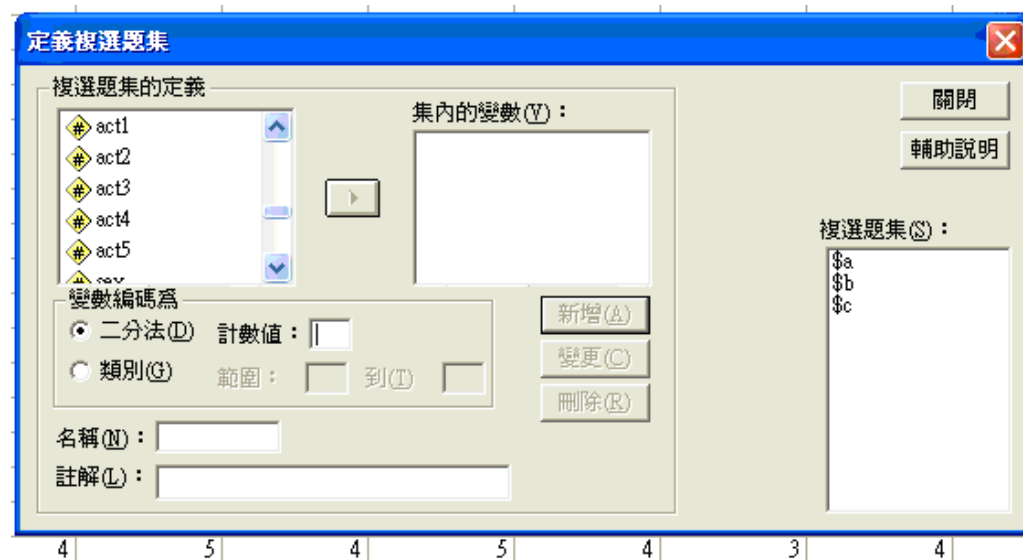 定義複選題集
複選題集的定義
act1
act2
act3
act4
act5
sex
集內的變數(V)：
變數編碼為
二分法(D) 計數值：
類別(G) 範圍： 到(T)
名稱(N)：
註解(L)：
新增(A)
變更(C)
刪除(R)
關閉
輔助說明
複選題集(S)：
$a
$b
$c
4 5 4 5 4 3 4